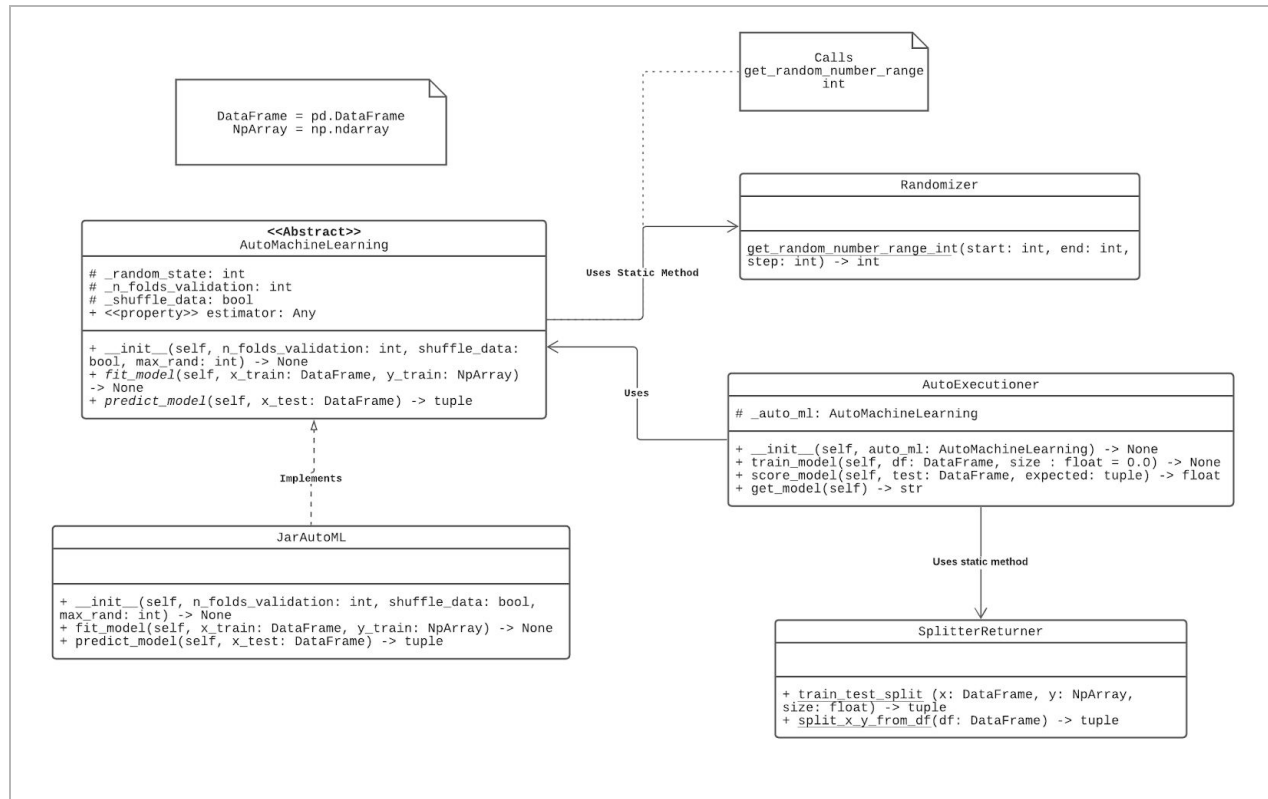 Calls
get_random_number_range
int
DataFrame = pd.DataFrame
NpArray = np.ndarray
Randomizer
get_random_number_range_int(start: int, end: int,
step: int) -> int
<<Abstract>>
AutoMachineLearning
# _random_state: int
# _n_folds_validation: int
# _shuffle_data: bool
+ <<property>> estimator: Any
+ __init__(self, n_folds_validation: int, shuffle_data:
bool, max_rand: int) -> None
+ fit_model(self, x_train: DataFrame, y_train: NpArray)
-> None
+ predict_model(self, x_test: DataFrame) -> tuple
Uses Static Method
Uses
AutoExecutioner
# _auto_ml: AutoMachineLearning
+ __init__(self, auto_ml: AutoMachineLearning) -> None
+ train_model(self, df: DataFrame, size : float = 0.0) -> None
+ score_model(self, test: DataFrame, expected: tuple) -> float
+ get_model(self) -> str
Implements
JarAutoML
+ __init__(self, n_folds_validation: int, shuffle_data: bool,
max_rand: int) -> None
+ fit_model(self, x_train: DataFrame, y_train: NpArray) -> None
+ predict_model(self, x_test: DataFrame) -> tuple
Uses static method
SplitterReturner
+ train_test_split (x: DataFrame, y: NpArray,
size: float) -> tuple
+ split_x_y_from_df(df: DataFrame) -> tuple